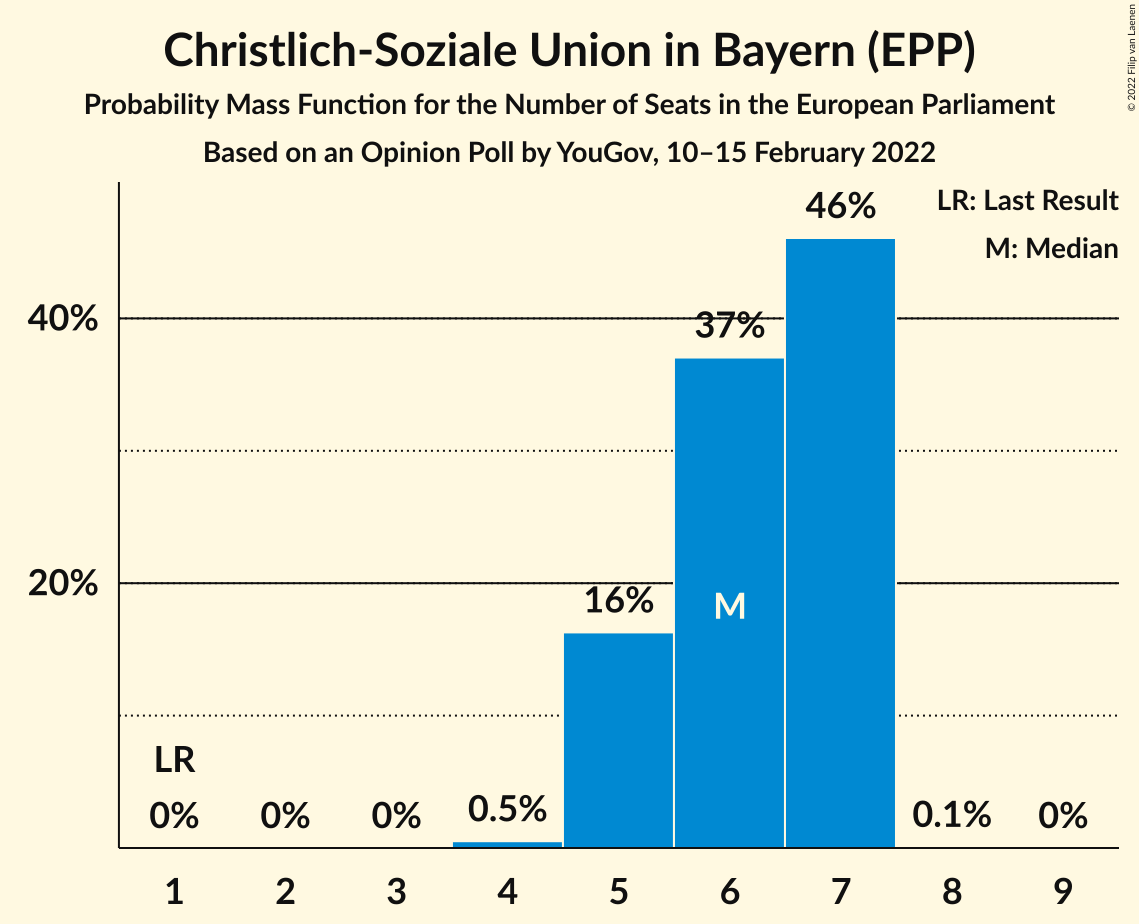 Christlich-Soziale Union in Bayern (EPP)
Probability Mass Function for the Number of Seats in the European Parliament
Based on an Opinion Poll by YouGov, 10–15 February 2022
© 2022 Filip van Laenen
LR: Last Result
M: Median
46%
40%
37%
20%
16%
M
LR
0%
0%
0%
0.5%
0.1%
0%
1 2 3 4 5 6 7 8 9